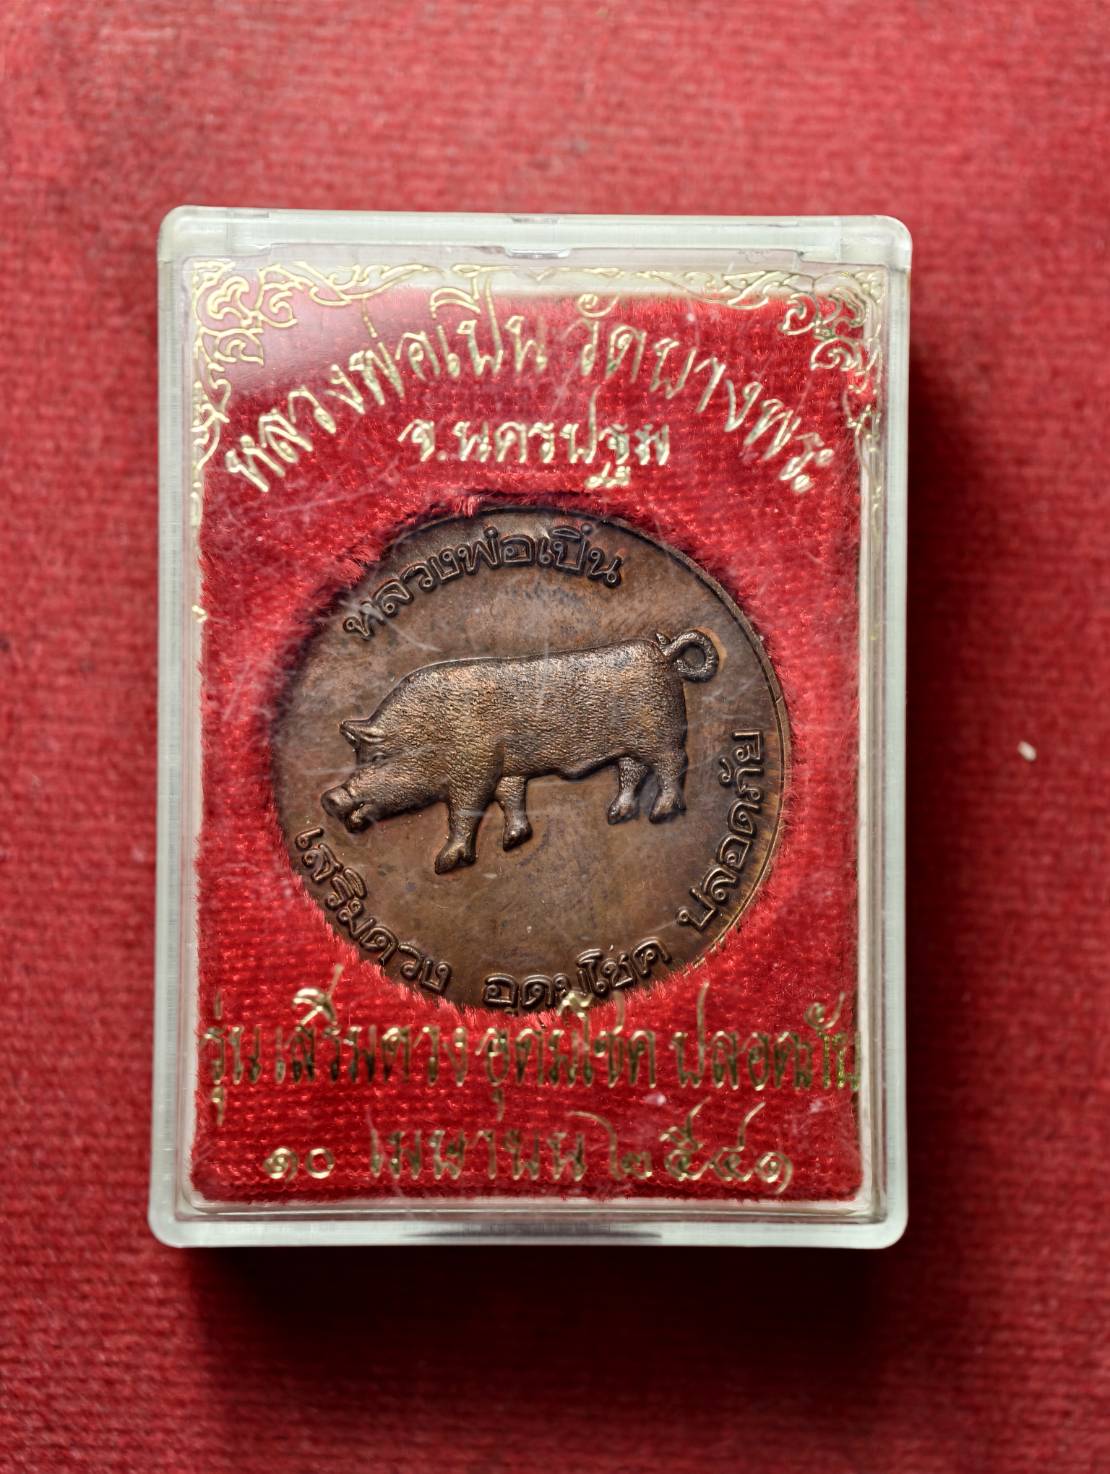 หลวงพ่อเปิ่น วัดบางพระ
จ.นครปฐม
หลวงพ่อเปิ่น
เสริมดวง อุดมโชค ปลอดภัย
รุ่น เสริมดวง อุดมโชค ปลอดภัย
๑๐ เมษายน ๒๕๔๑